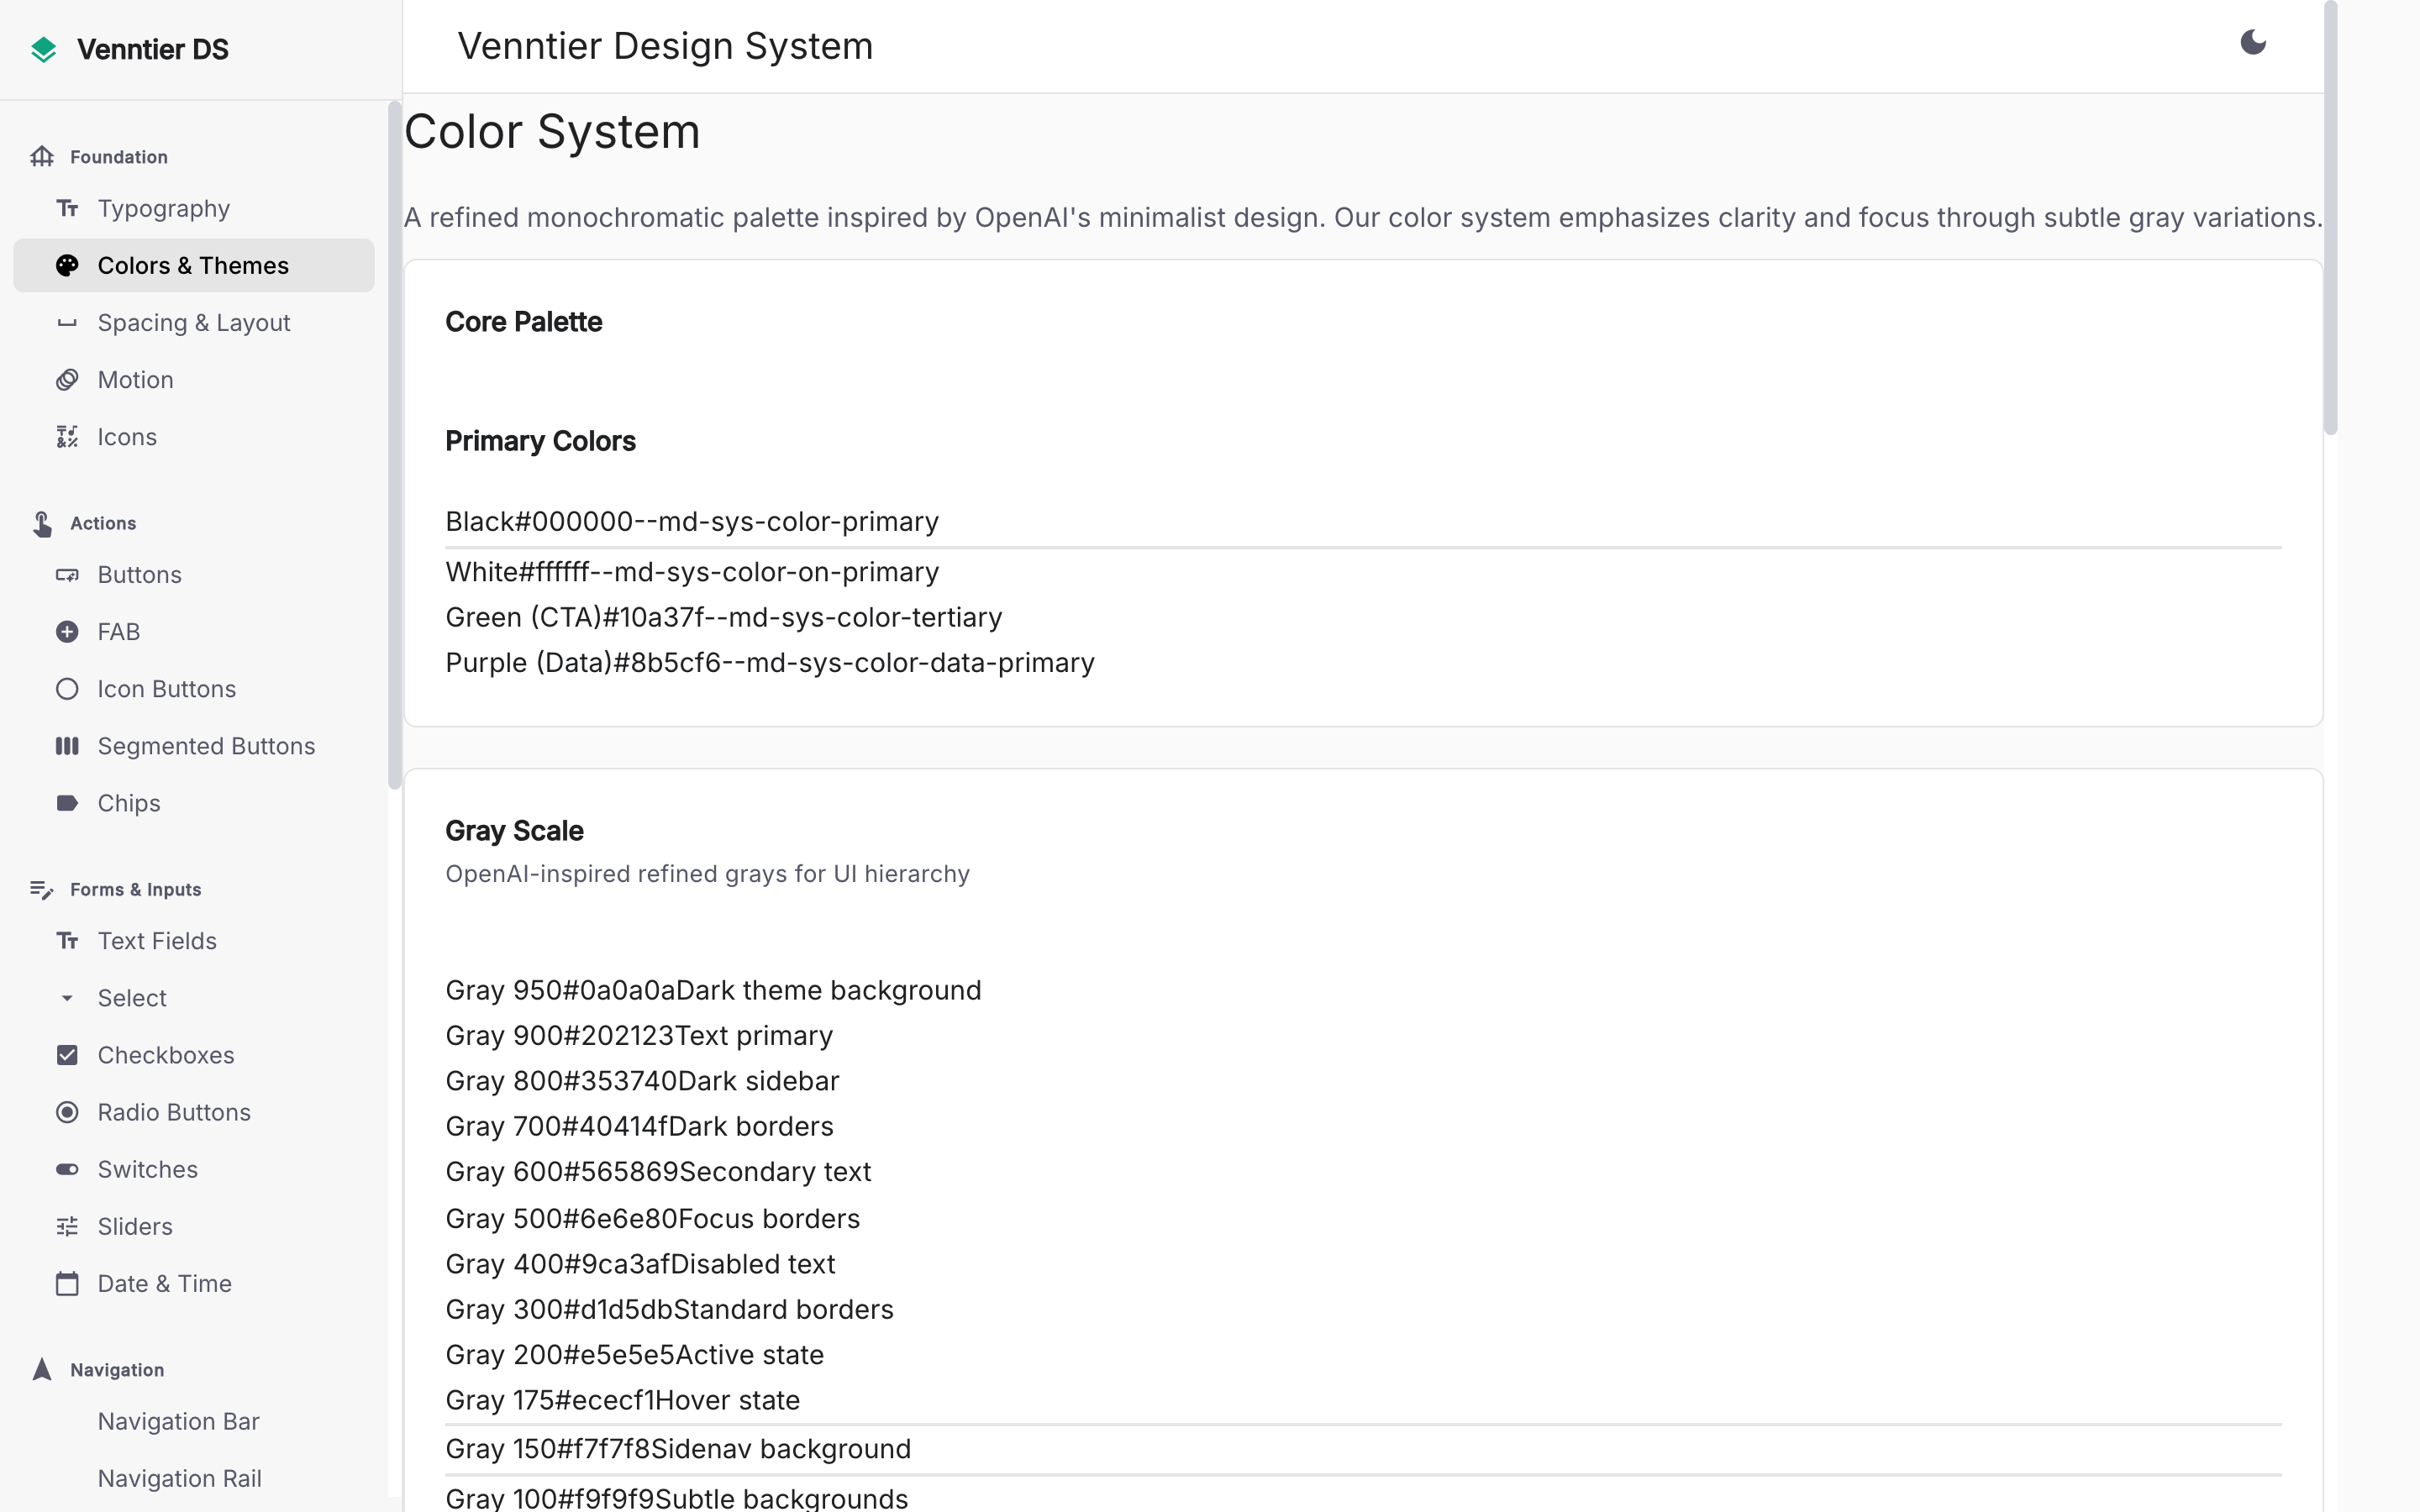 Venntier DS
Foundation
Typography
Colors & Themes
Spacing & Layout
Motion
Icons
Actions
Buttons
FAB
Icon Buttons
Segmented Buttons
Chips
Forms & Inputs
Text Fields
Select
Checkboxes
Radio Buttons
Switches
Sliders
Date & Time
Navigation
Navigation Bar
Navigation Rail
Venntier Design System
Color System
A refined monochromatic palette inspired by OpenAI's minimalist design. Our color system emphasizes clarity and focus through subtle gray variations.
Core Palette
Primary Colors
Black#000000--md-sys-color-primary
White#ffffff--md-sys-color-on-primary
Green (CTA)#10a37f--md-sys-color-tertiary
Purple (Data)#8b5cf6--md-sys-color-data-primary
Gray Scale
OpenAI-inspired refined grays for UI hierarchy
Gray 950#0a0a0aDark theme background
Gray 900#202123Text primary
Gray 800#353740Dark sidebar
Gray 700#40414fDark borders
Gray 600#565869Secondary text
Gray 500#6e6e80Focus borders
Gray 400#9ca3afDisabled text
Gray 300#d1d5dbStandard borders
Gray 200#e5e5e5Active state
Gray 175#ececf1Hover state
Gray 150#f7f7f8Sidenav background
Gray 100#f9f9f9Subtle backgrounds